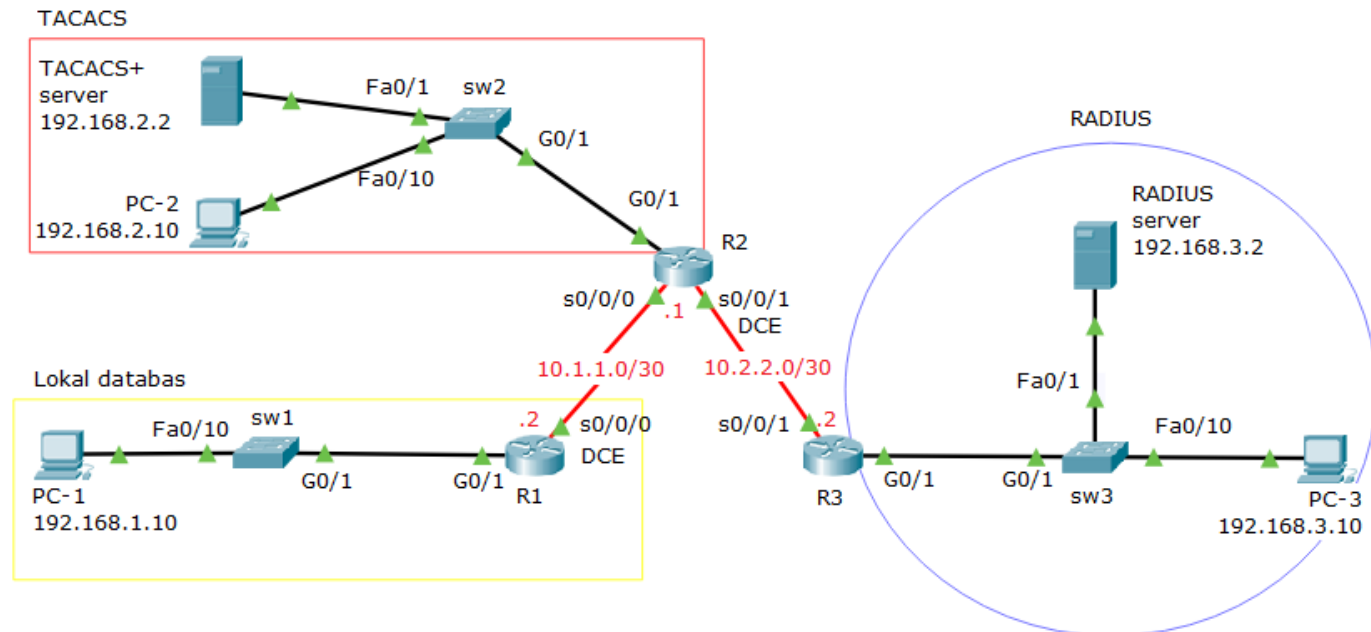 TACACS
TACACS+
server
192.168.2.2
Fa0/1
sw2
G0/1
Fa0/10
PC-2
192.168.2.10
G0/1
R2
s0/0/0
.1
s0/0/1
DCE
10.1.1.0/30
10.2.2.0/30
Lokal databas
Fa0/10
sw1
.2
s0/0/0
DCE
PC-1
192.168.1.10
G0/1
G0/1
R1
RADIUS
RADIUS
server
192.168.3.2
Fa0/1
s0/0/1
.2
Fa0/10
R3
G0/1
G0/1
sw3
PC-3
192.168.3.10